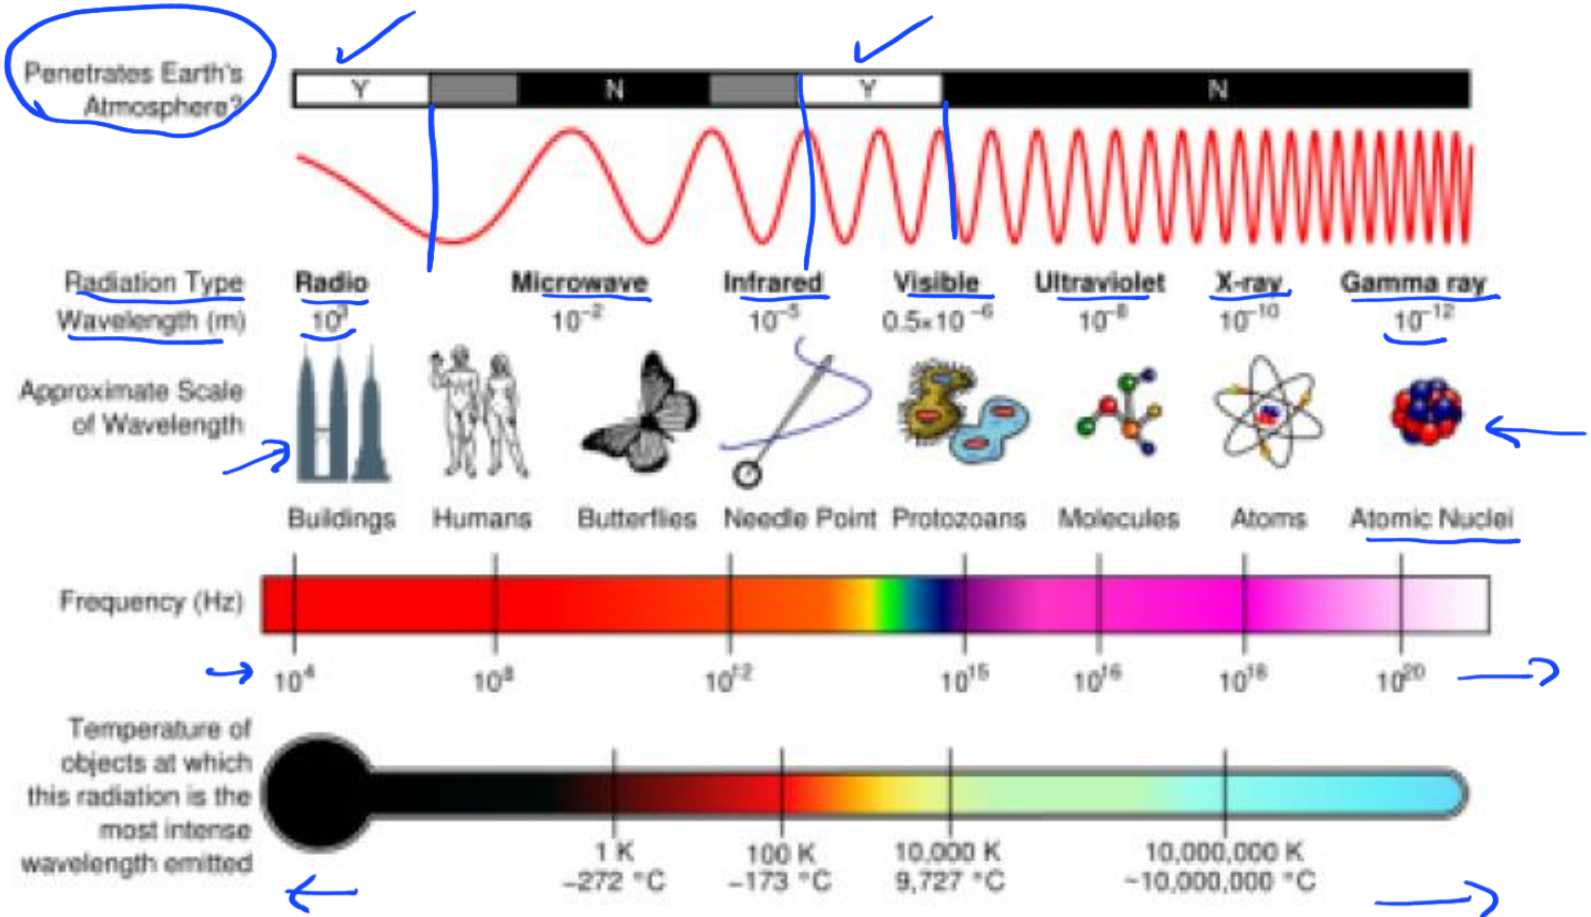 Penetrates Earth's
Atmosphere?
Y N Y N
Radiation Type Radio Microwave Infrared Visible Ultraviolet X-ray Gamma ray
Wavelength (m) 10³ 10⁻² 10⁻⁵ 0.5×10⁻⁶ 10⁻⁸ 10⁻¹⁰ 10⁻¹²
Approximate Scale
of Wavelength
Buildings Humans Butterflies Needle Point Protozoans Molecules Atoms Atomic Nuclei
Frequency (Hz)
10⁴ 10⁸ 10¹² 10¹⁵ 10¹⁶ 10¹⁸ 10²⁰
Temperature of
objects at which
this radiation is the
most intense
wavelength emitted
1 K 100 K 10,000 K 10,000,000 K
−272 °C −173 °C 9,727 °C ~10,000,000 °C